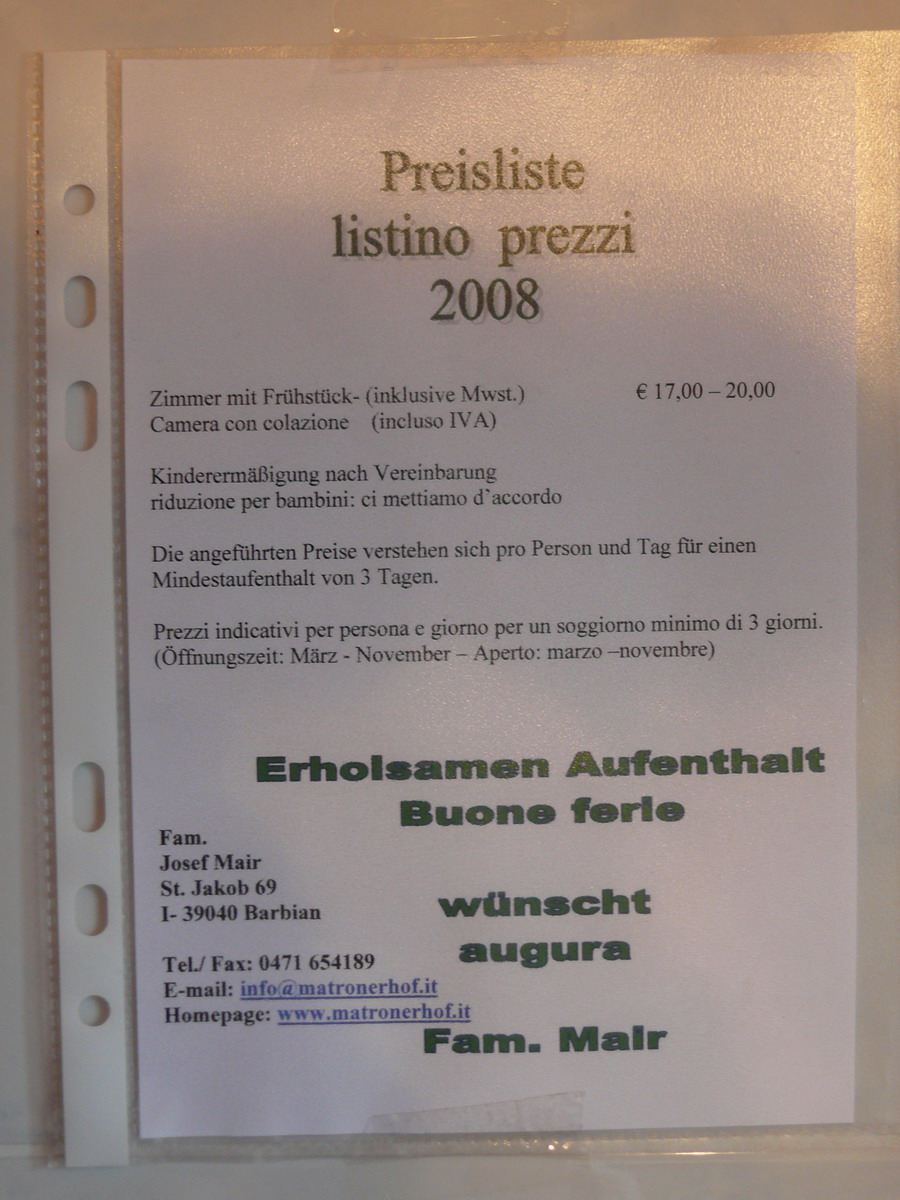 Preisliste
listino prezzi
2008
Zimmer mit Frühstück- (inklusive Mwst.) € 17,00 – 20,00
Camera con colazione (incluso IVA)
Kinderermäßigung nach Vereinbarung
riduzione per bambini: ci mettiamo d`accordo
Die angeführten Preise verstehen sich pro Person und Tag für einen
Mindestaufenthalt von 3 Tagen.
Prezzi indicativi per persona e giorno per un soggiorno minimo di 3 giorni.
(Öffnungszeit: März - November – Aperto: marzo –novembre)
Erholsamen Aufenthalt
Buone ferie
wünscht
augura
Fam. Mair
Fam.
Josef Mair
St. Jakob 69
I- 39040 Barbian
Tel./ Fax: 0471 654189
E-mail: info@matronerhof.it
Homepage: www.matronerhof.it